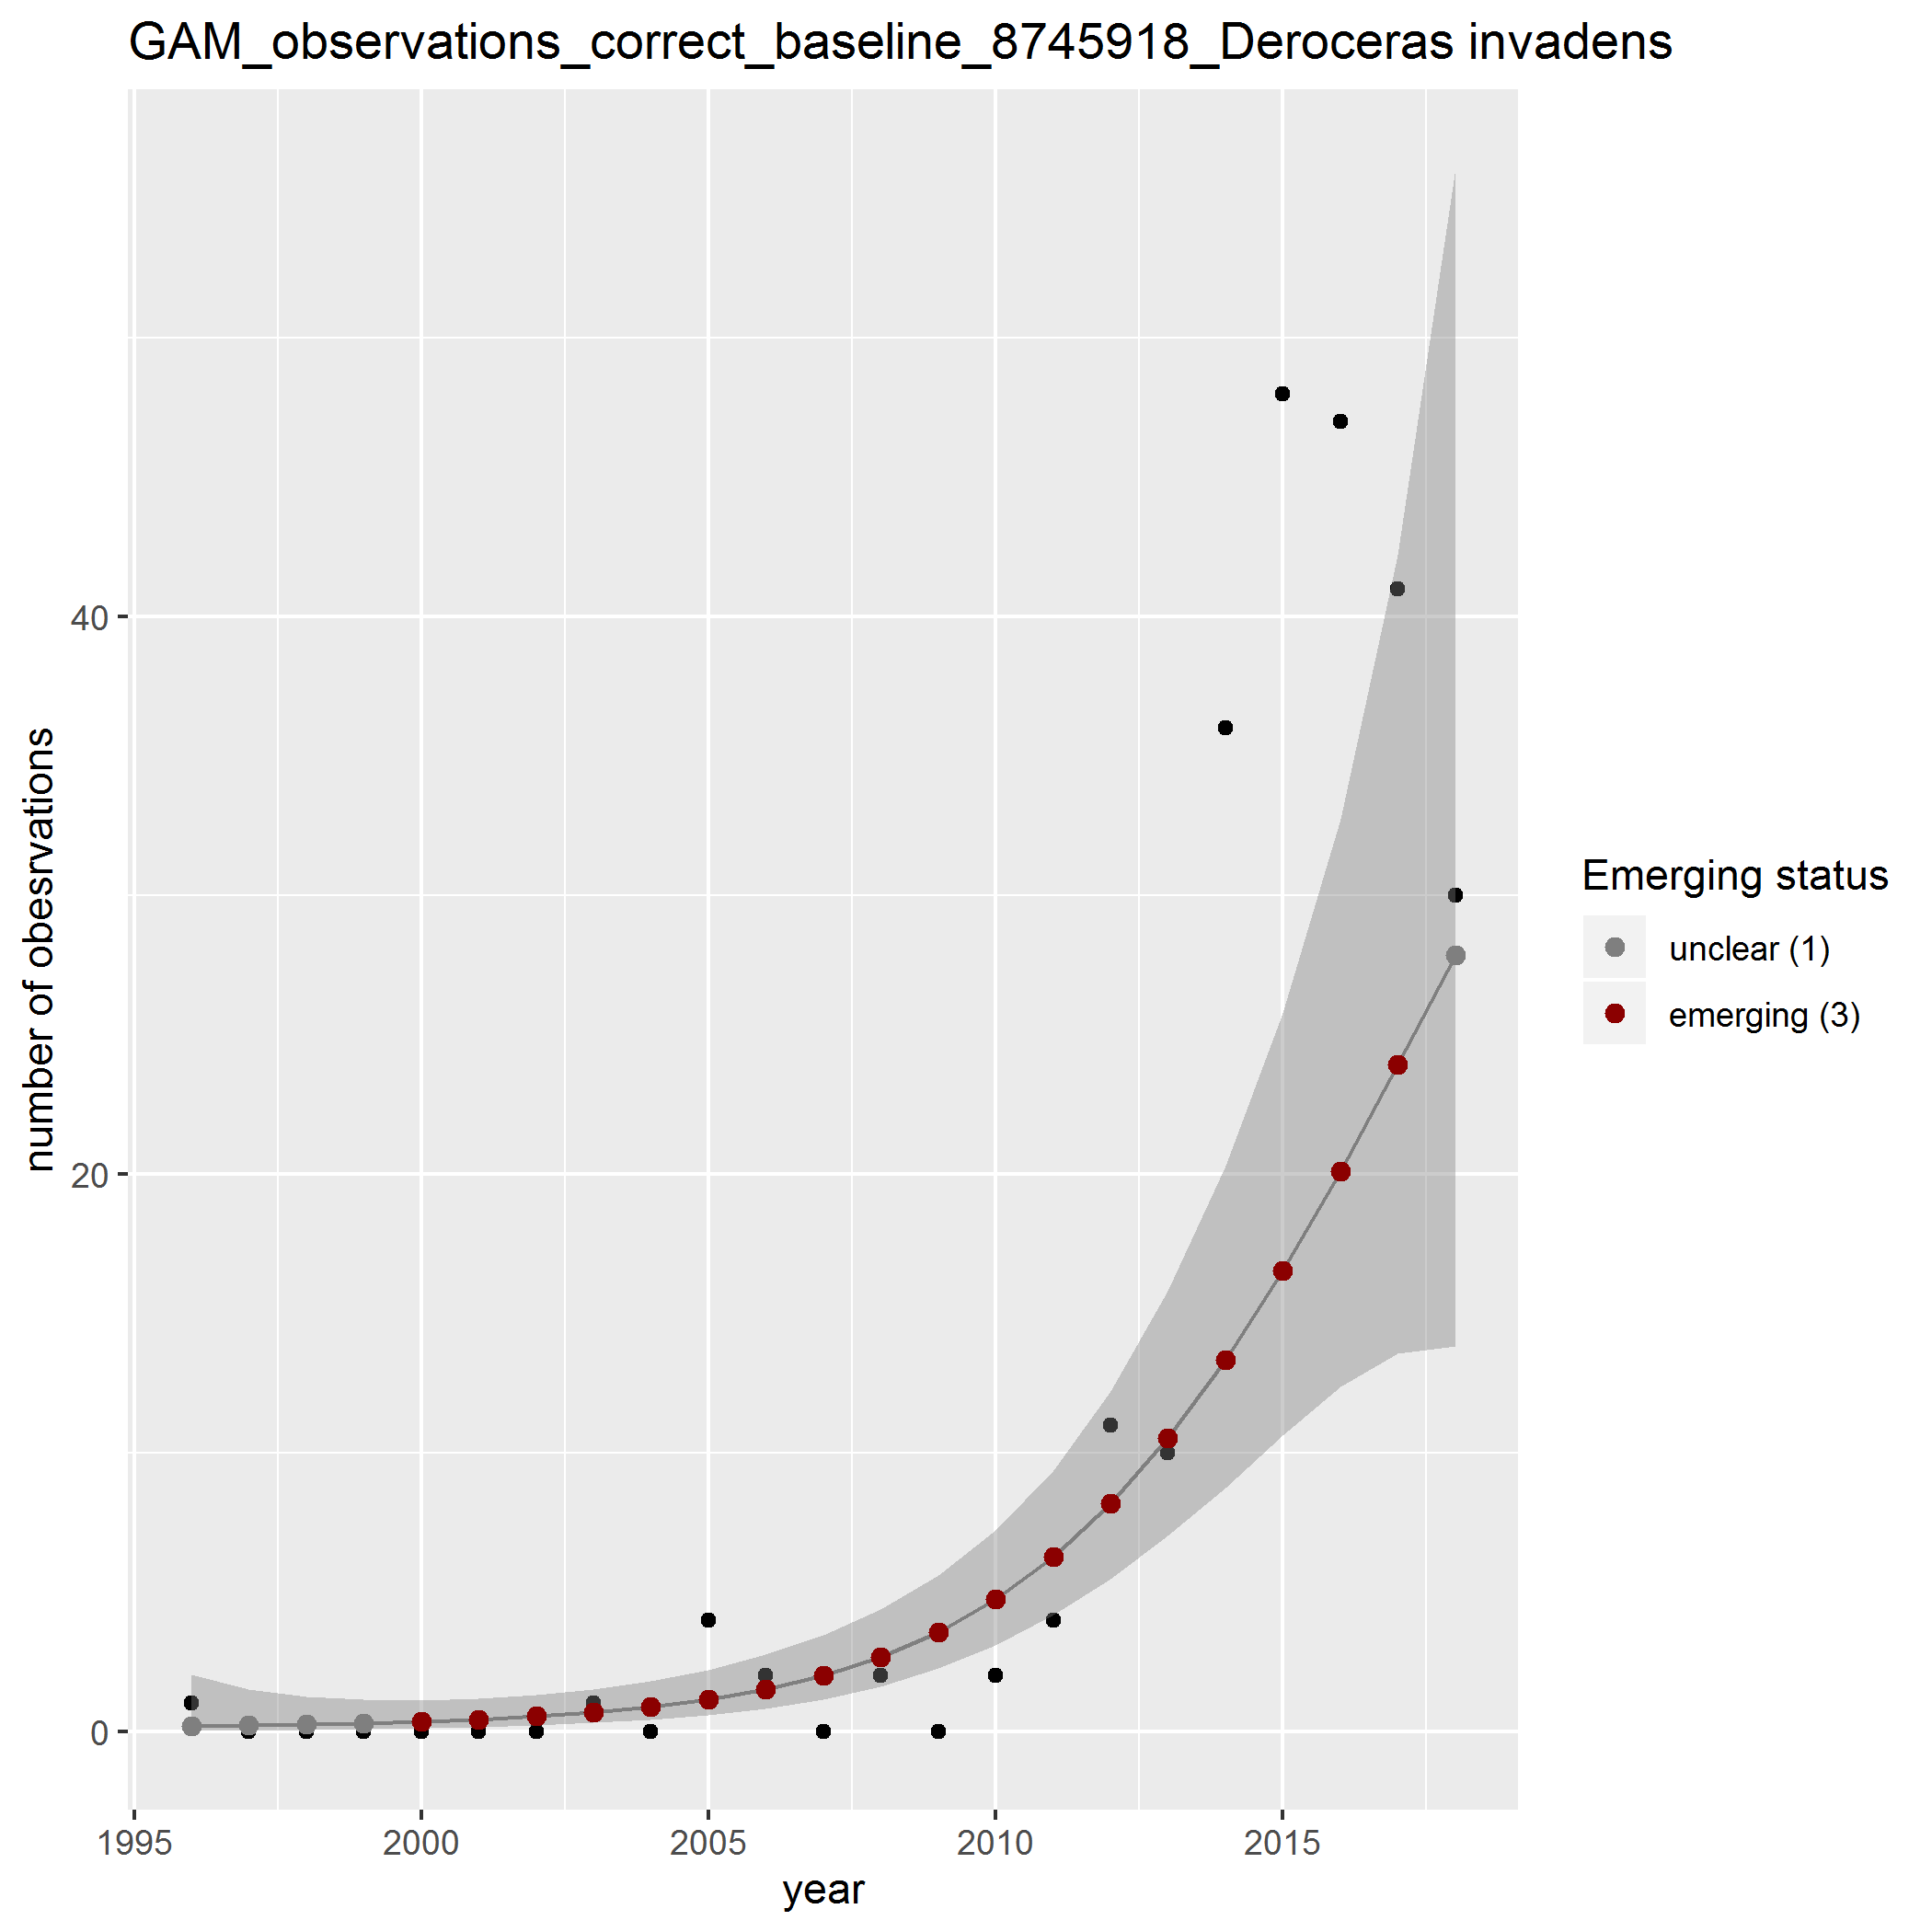 GAM_observations_correct_baseline_8745918_Deroceras invadens
number of obesrvations
40
20
0
1995
2000
2005
2010
2015
year
Emerging status
unclear (1)
emerging (3)